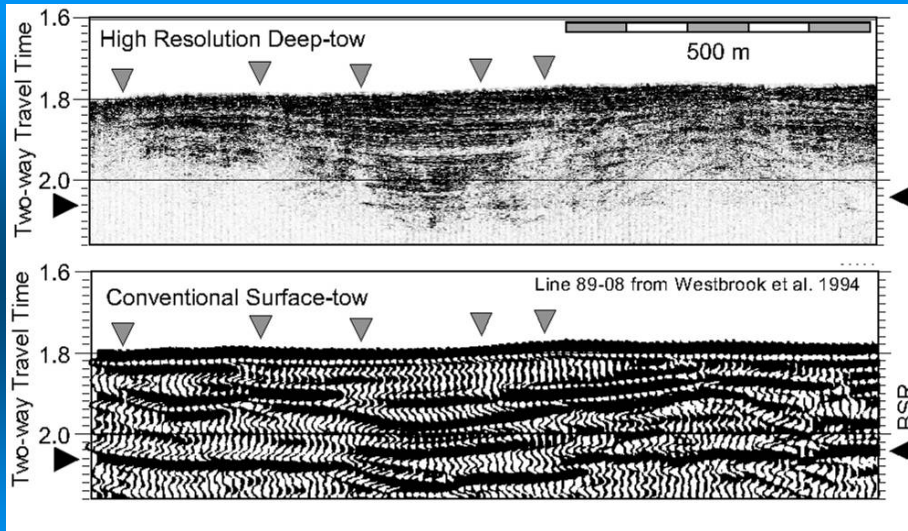 1.6
High Resolution Deep-tow
500 m
1.8
2.0
Two-way Travel Time
1.6
Line 89-08 from Westbrook et al. 1994
Conventional Surface-tow
1.8
2.0
Two-way Travel Time
BSR